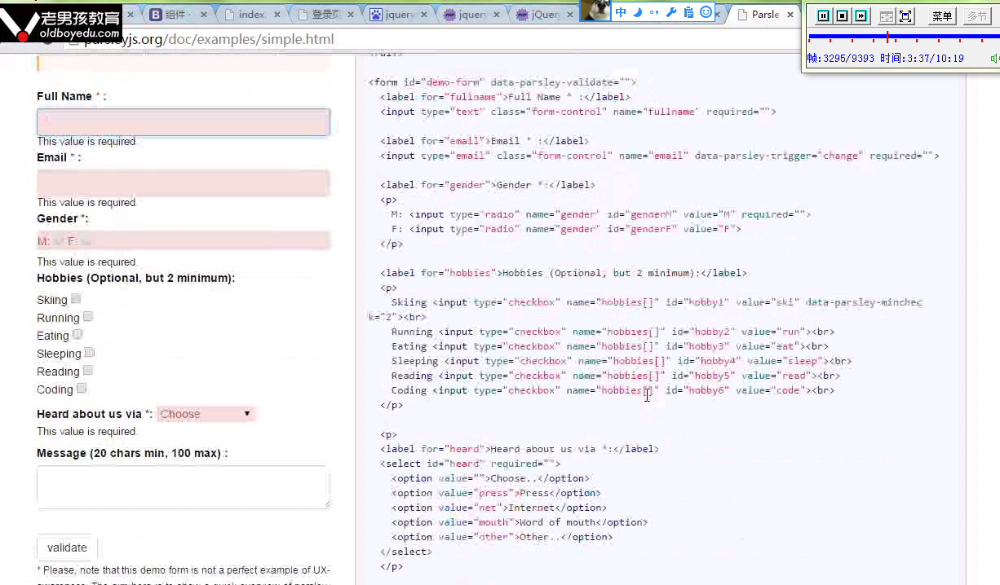 老男孩教育
oldboyedu.com
组件
index.
登录页
jquery
jquery
jQuery
中
Parsle
菜单
多节
帧:3295/9393 时间:3:37/10:19
parsleyjs.org/doc/examples/simple.html
Full Name * :
This value is required.
Email * :
This value is required.
Gender *:
M: F:
This value is required.
Hobbies (Optional, but 2 minimum):
Skiing
Running
Eating
Sleeping
Reading
Coding
Heard about us via *: Choose
This value is required.
Message (20 chars min, 100 max) :
validate
* Please, note that this demo form is not a perfect example of UX-
<form id="demo-form" data-parsley-validate="">
<label for="fullname">Full Name * :</label>
<input type="text" class="form-control" name="fullname" required="">
<label for="email">Email * :</label>
<input type="email" class="form-control" name="email" data-parsley-trigger="change" required="">
<label for="gender">Gender *:</label>
<p>
M: <input type="radio" name="gender" id="genderM" value="M" required="">
F: <input type="radio" name="gender" id="genderF" value="F">
</p>
<label for="hobbies">Hobbies (Optional, but 2 minimum):</label>
<p>
Skiing <input type="checkbox" name="hobbies[]" id="hobby1" value="ski" data-parsley-minchec
k="2"><br>
Running <input type="checkbox" name="hobbies[]" id="hobby2" value="run"><br>
Eating <input type="checkbox" name="hobbies[]" id="hobby3" value="eat"><br>
Sleeping <input type="checkbox" name="hobbies[]" id="hobby4" value="sleep"><br>
Reading <input type="checkbox" name="hobbies[]" id="hobby5" value="read"><br>
Coding <input type="checkbox" name="hobbies[]" id="hobby6" value="code"><br>
</p>
<p>
<label for="heard">Heard about us via *:</label>
<select id="heard" required="">
<option value="">Choose..</option>
<option value="press">Press</option>
<option value="net">Internet</option>
<option value="mouth">Word of mouth</option>
<option value="other">Other..</option>
</select>
</p>